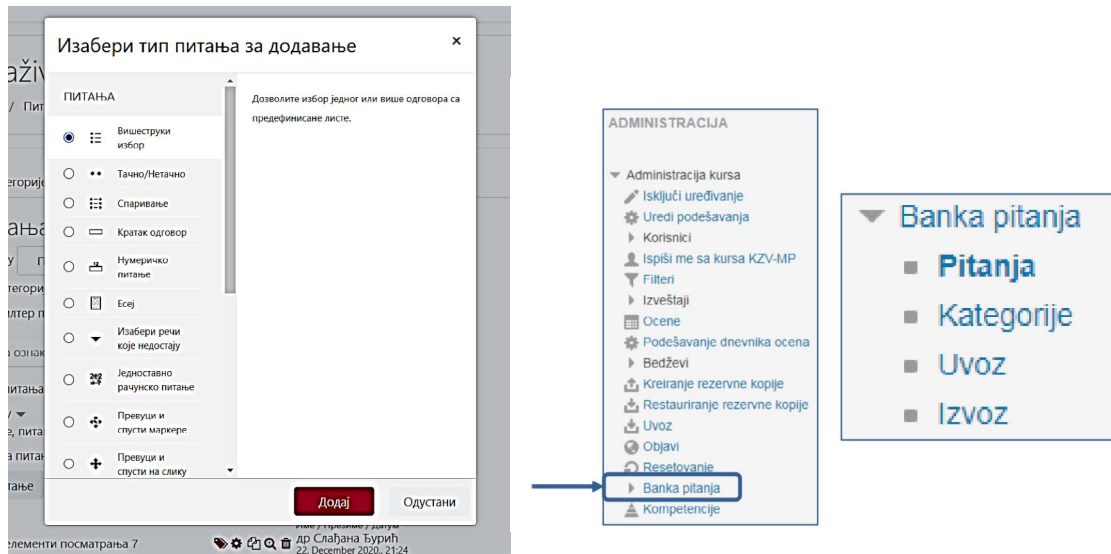 Изабери тип питања за додавање
×
ПИТАЊА
Вишеструки
избор
Тачно/Нетачно
Спаривање
Кратак одговор
Нумеричко
питање
Есеј
Изабери речи
које недостају
Једноставно
рачунско питање
Превуци и
спусти маркере
Превуци и
спусти на слику
Дозволите избор једног или више одговора са
предефинисане листе.
Додај
Одустани
др Слађана Ђурић
елементи посматрања 7
22. December 2020., 21:24
ADMINISTRACIJA
Administracija kursa
Isključi uređivanje
Uredi podešavanja
Korisnici
Ispiši me sa kursa KZV-MP
Filteri
Izveštaji
Ocene
Podešavanje dnevnika ocena
Bedževi
Kreiranje rezervne kopije
Restauriranje rezervne kopije
Uvoz
Objavi
Resetovanje
Banka pitanja
Kompetencije
Banka pitanja
Pitanja
Kategorije
Uvoz
Izvoz